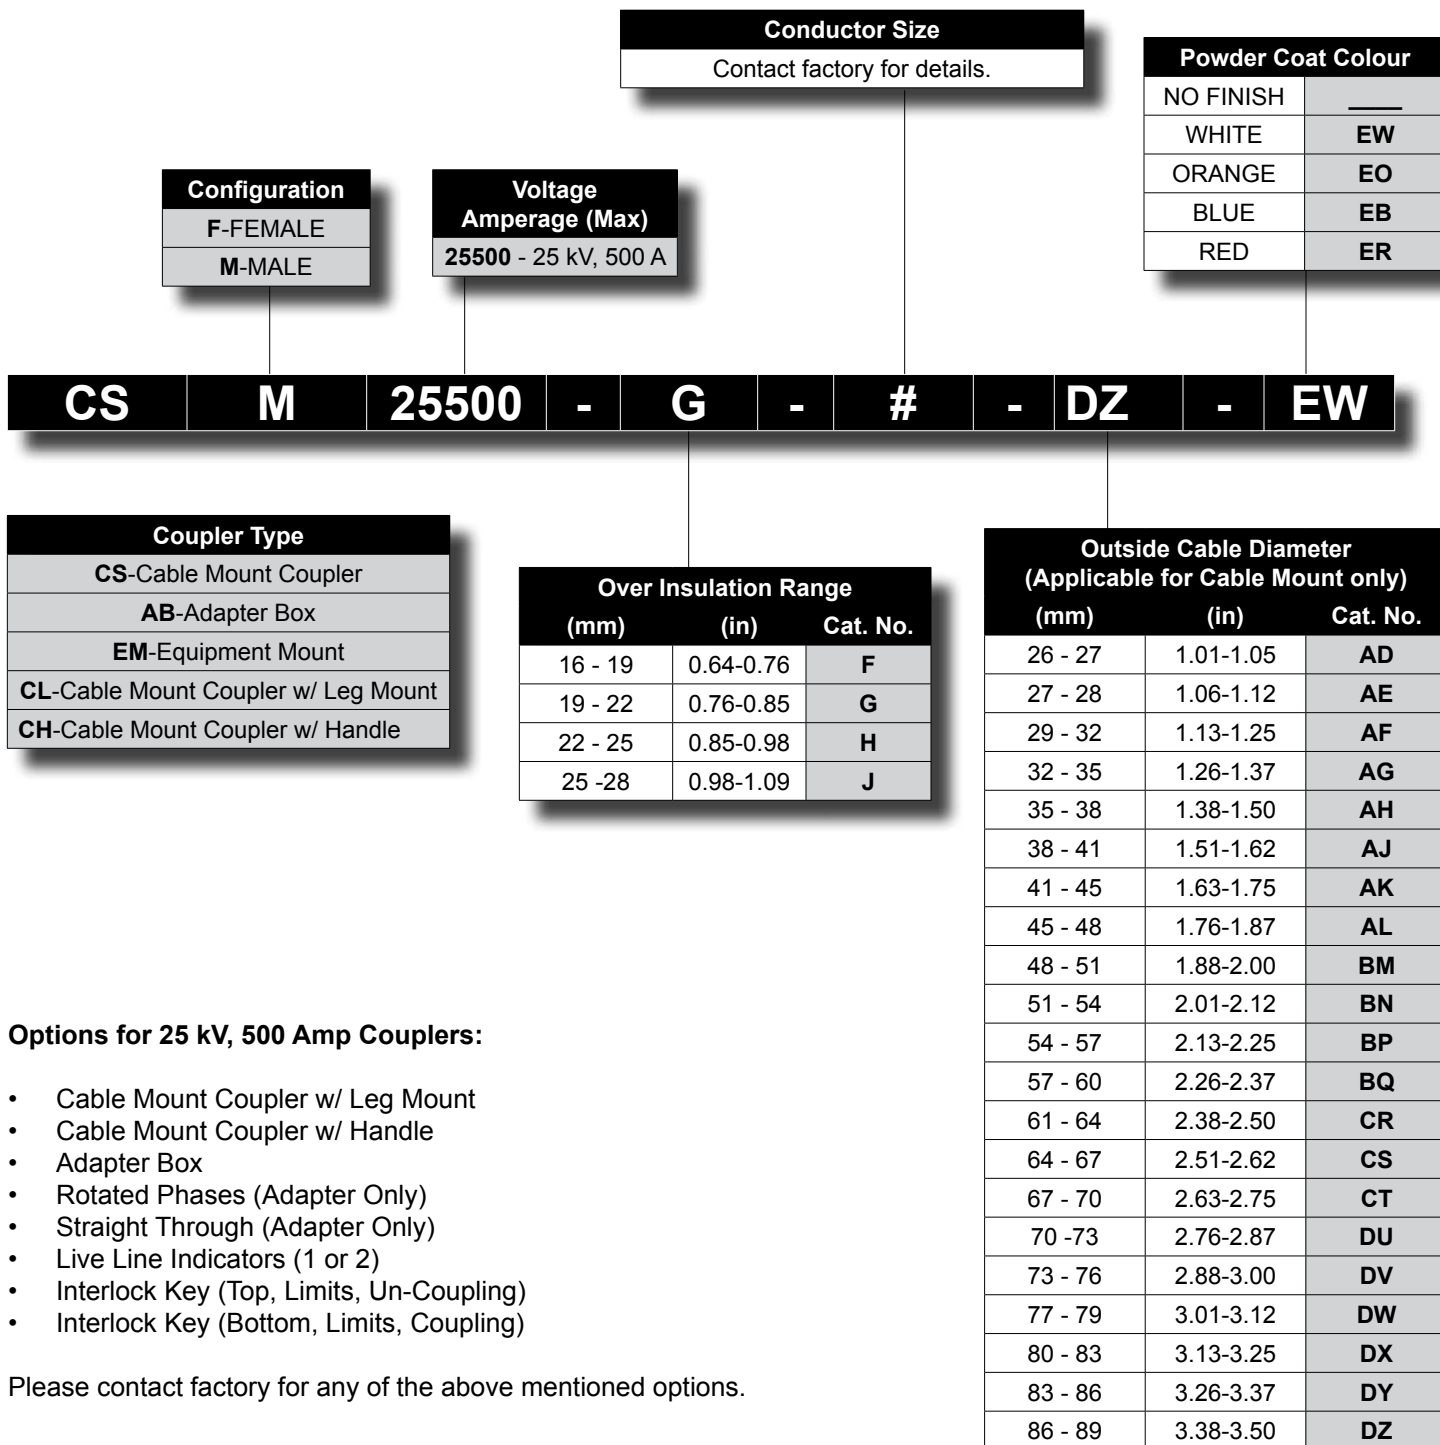 Conductor Size
Contact factory for details.
Powder Coat Colour
NO FINISH ____
WHITE EW
ORANGE EO
BLUE EB
RED ER
Configuration
F-FEMALE
M-MALE
Voltage
Amperage (Max)
25500 - 25 kV, 500 A
CS M 25500 - G - # - DZ - EW
Coupler Type
CS-Cable Mount Coupler
AB-Adapter Box
EM-Equipment Mount
CL-Cable Mount Coupler w/ Leg Mount
CH-Cable Mount Coupler w/ Handle
Over Insulation Range
(mm) (in) Cat. No.
16 - 19 0.64-0.76 F
19 - 22 0.76-0.85 G
22 - 25 0.85-0.98 H
25 -28 0.98-1.09 J
Outside Cable Diameter
(Applicable for Cable Mount only)
(mm) (in) Cat. No.
26 - 27 1.01-1.05 AD
27 - 28 1.06-1.12 AE
29 - 32 1.13-1.25 AF
32 - 35 1.26-1.37 AG
35 - 38 1.38-1.50 AH
38 - 41 1.51-1.62 AJ
41 - 45 1.63-1.75 AK
45 - 48 1.76-1.87 AL
48 - 51 1.88-2.00 BM
51 - 54 2.01-2.12 BN
54 - 57 2.13-2.25 BP
57 - 60 2.26-2.37 BQ
61 - 64 2.38-2.50 CR
64 - 67 2.51-2.62 CS
67 - 70 2.63-2.75 CT
70 -73 2.76-2.87 DU
73 - 76 2.88-3.00 DV
77 - 79 3.01-3.12 DW
80 - 83 3.13-3.25 DX
83 - 86 3.26-3.37 DY
86 - 89 3.38-3.50 DZ
Options for 25 kV, 500 Amp Couplers:
• Cable Mount Coupler w/ Leg Mount
• Cable Mount Coupler w/ Handle
• Adapter Box
• Rotated Phases (Adapter Only)
• Straight Through (Adapter Only)
• Live Line Indicators (1 or 2)
• Interlock Key (Top, Limits, Un-Coupling)
• Interlock Key (Bottom, Limits, Coupling)
Please contact factory for any of the above mentioned options.